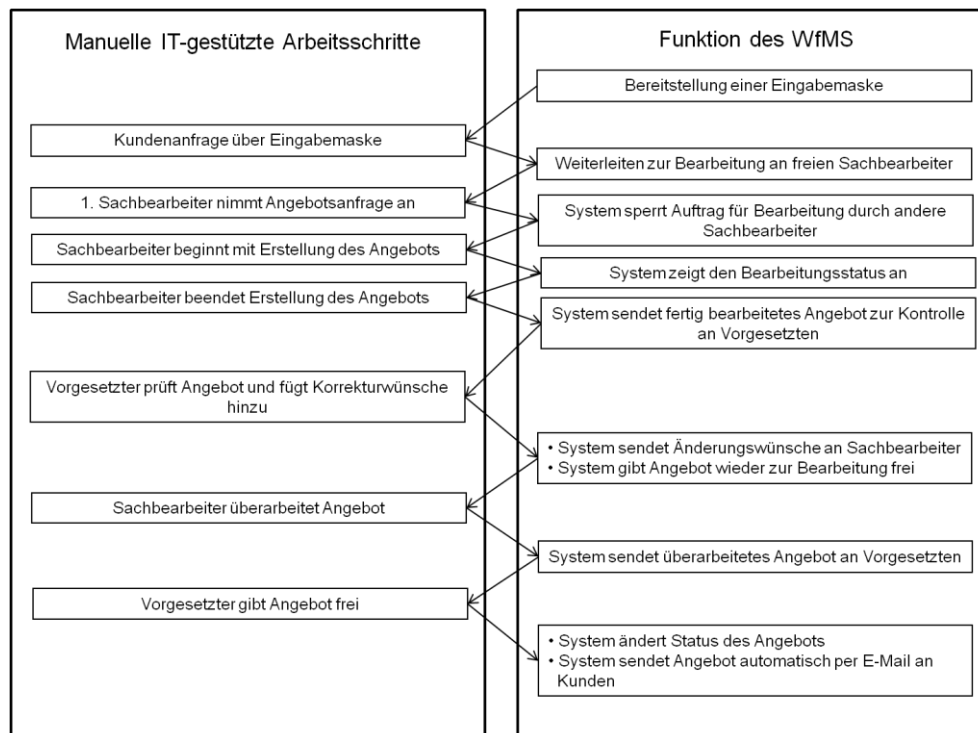 Manuelle IT-gestützte Arbeitsschritte
Funktion des WfMS
Bereitstellung einer Eingabemaske
Kundenanfrage über Eingabemaske
Weiterleiten zur Bearbeitung an freien Sachbearbeiter
1. Sachbearbeiter nimmt Angebotsanfrage an
System sperrt Auftrag für Bearbeitung durch andere
Sachbearbeiter
Sachbearbeiter beginnt mit Erstellung des Angebots
System zeigt den Bearbeitungsstatus an
Sachbearbeiter beendet Erstellung des Angebots
System sendet fertig bearbeitetes Angebot zur Kontrolle
an Vorgesetzten
Vorgesetzter prüft Angebot und fügt Korrekturwünsche
hinzu
• System sendet Änderungswünsche an Sachbearbeiter
• System gibt Angebot wieder zur Bearbeitung frei
Sachbearbeiter überarbeitet Angebot
System sendet überarbeitetes Angebot an Vorgesetzten
Vorgesetzter gibt Angebot frei
• System ändert Status des Angebots
• System sendet Angebot automatisch per E-Mail an
Kunden